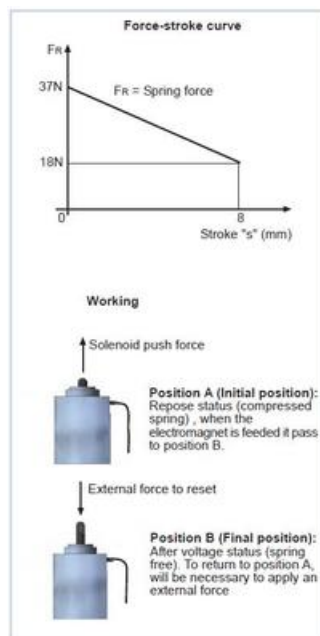 Force-stroke curve
FR
37N
FR = Spring force
18N
0
8
Stroke "s" (mm)
Working
Solenoid push force
Position A (Initial position):
Repose status (compressed
spring) , when the
electromagnet is feeded it pass
to position B.
External force to reset
Position B (Final position):
After voltage status (spring
free). To return to position A,
will be necessary to apply an
external force